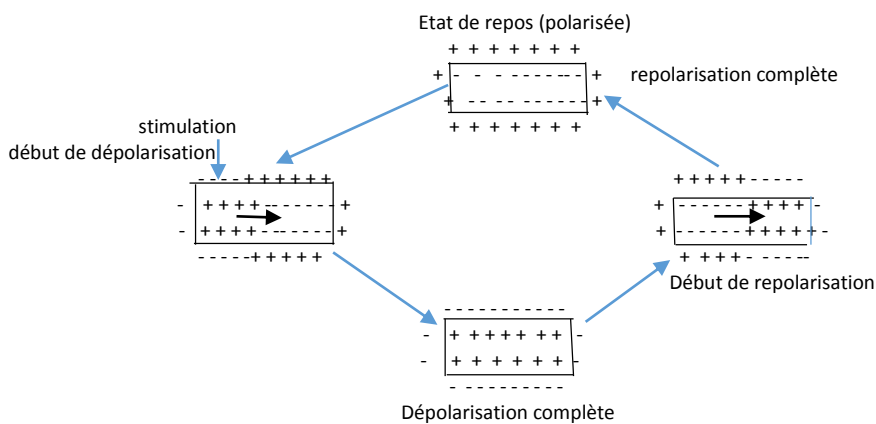 Etat de repos (polarisée)
+ + + + + + +
+ - - - ------- +
repolarisation complète
+ -- -- ------- +
+ + + + + + +
stimulation
début de dépolarisation
-----++++++
+++++-----
- ++++------- +
+ -------++++ -
- ++++------- +
+ ------+++++-
-----+++++
+ +++- -----
Début de repolarisation
----------
- + +++++ ++ -
- + + + + + + -
----------
Dépolarisation complète